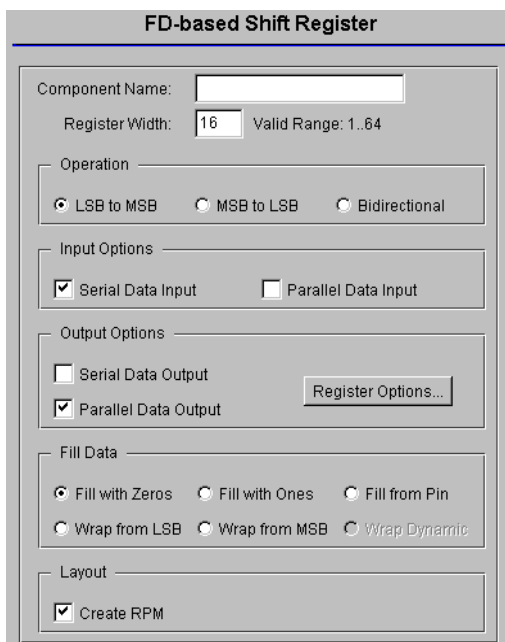 FD-based Shift Register
Component Name:
Register Width: 16 Valid Range: 1..64
Operation
LSB to MSB MSB to LSB Bidirectional
Input Options
Serial Data Input Parallel Data Input
Output Options
Serial Data Output
Register Options...
Parallel Data Output
Fill Data
Fill with Zeros Fill with Ones Fill from Pin
Wrap from LSB Wrap from MSB Wrap Dynamic
Layout
Create RPM